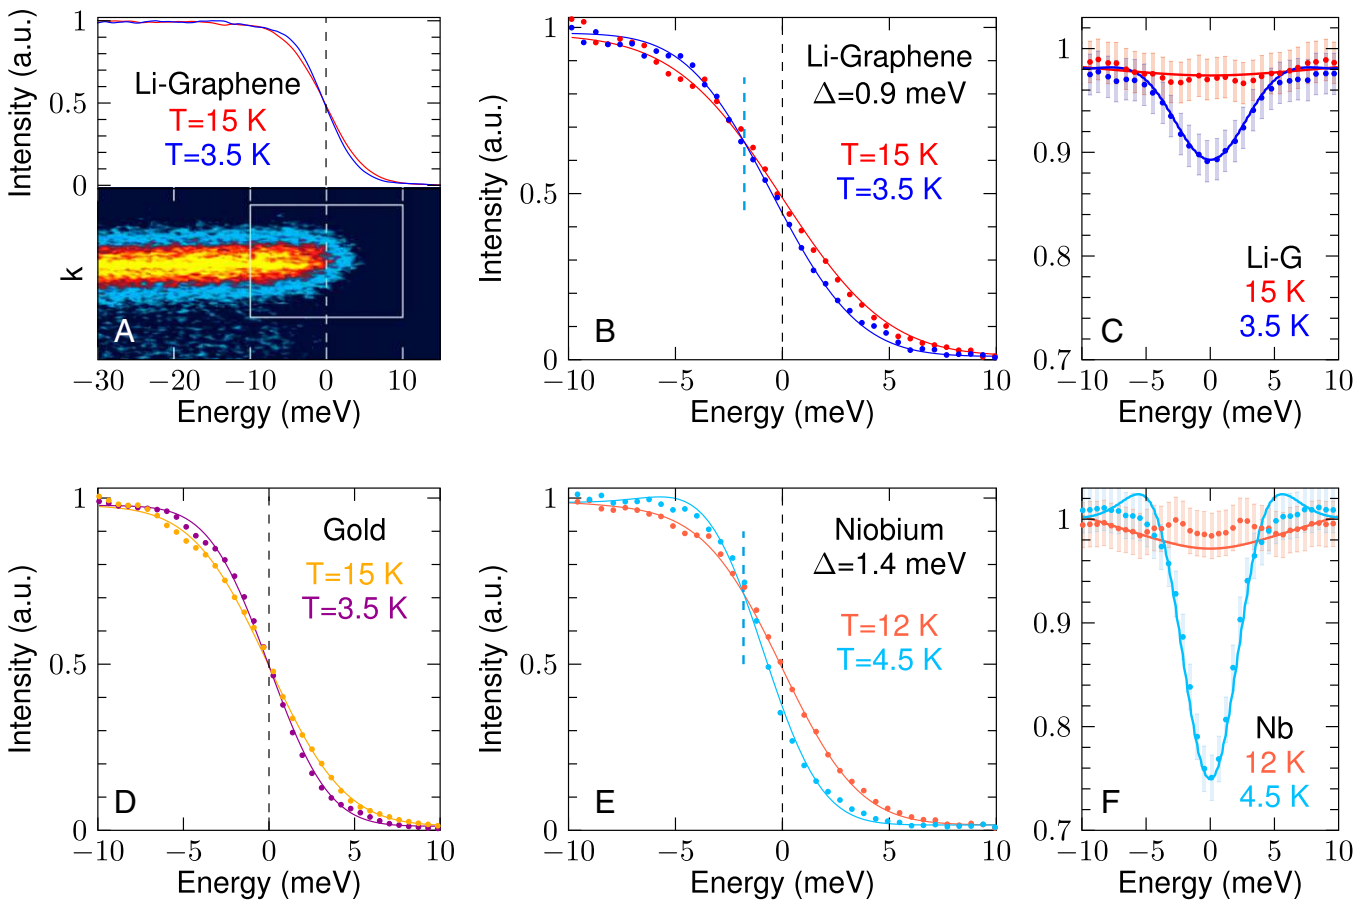 Intensity (a.u.)
1
0.5
0
Li-Graphene
T=15 K
T=3.5 K
k
A
−30 −20 −10 0 10
Energy (meV)
Intensity (a.u.)
1
0.5
0
Li-Graphene
Δ=0.9 meV
T=15 K
T=3.5 K
B
−10 −5 0 5 10
Energy (meV)
1
0.9
0.8
0.7
Li-G
15 K
3.5 K
C
−10 −5 0 5 10
Energy (meV)
Intensity (a.u.)
1
0.5
0
Gold
T=15 K
T=3.5 K
D
−10 −5 0 5 10
Energy (meV)
Intensity (a.u.)
1
0.5
0
Niobium
Δ=1.4 meV
T=12 K
T=4.5 K
E
−10 −5 0 5 10
Energy (meV)
1
0.9
0.8
0.7
Nb
12 K
4.5 K
F
−10 −5 0 5 10
Energy (meV)